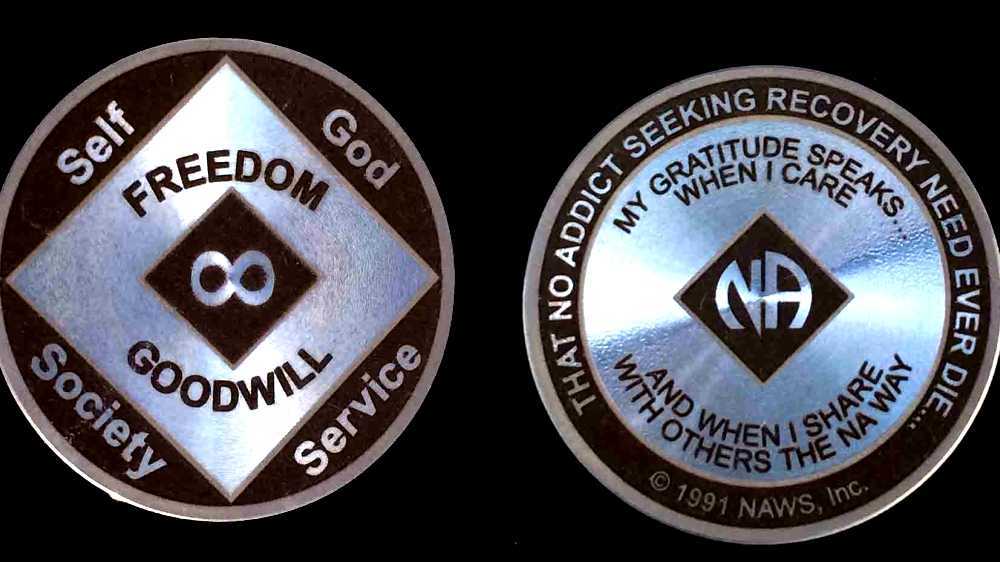 Self
God
FREEDOM
∞
GOODWILL
Society
Service
THAT NO ADDICT SEEKING RECOVERY NEED EVER DIE...
MY GRATITUDE SPEAKS...
WHEN I CARE
NA
AND WHEN I SHARE
WITH OTHERS THE NA WAY
© 1991 NAWS, Inc.